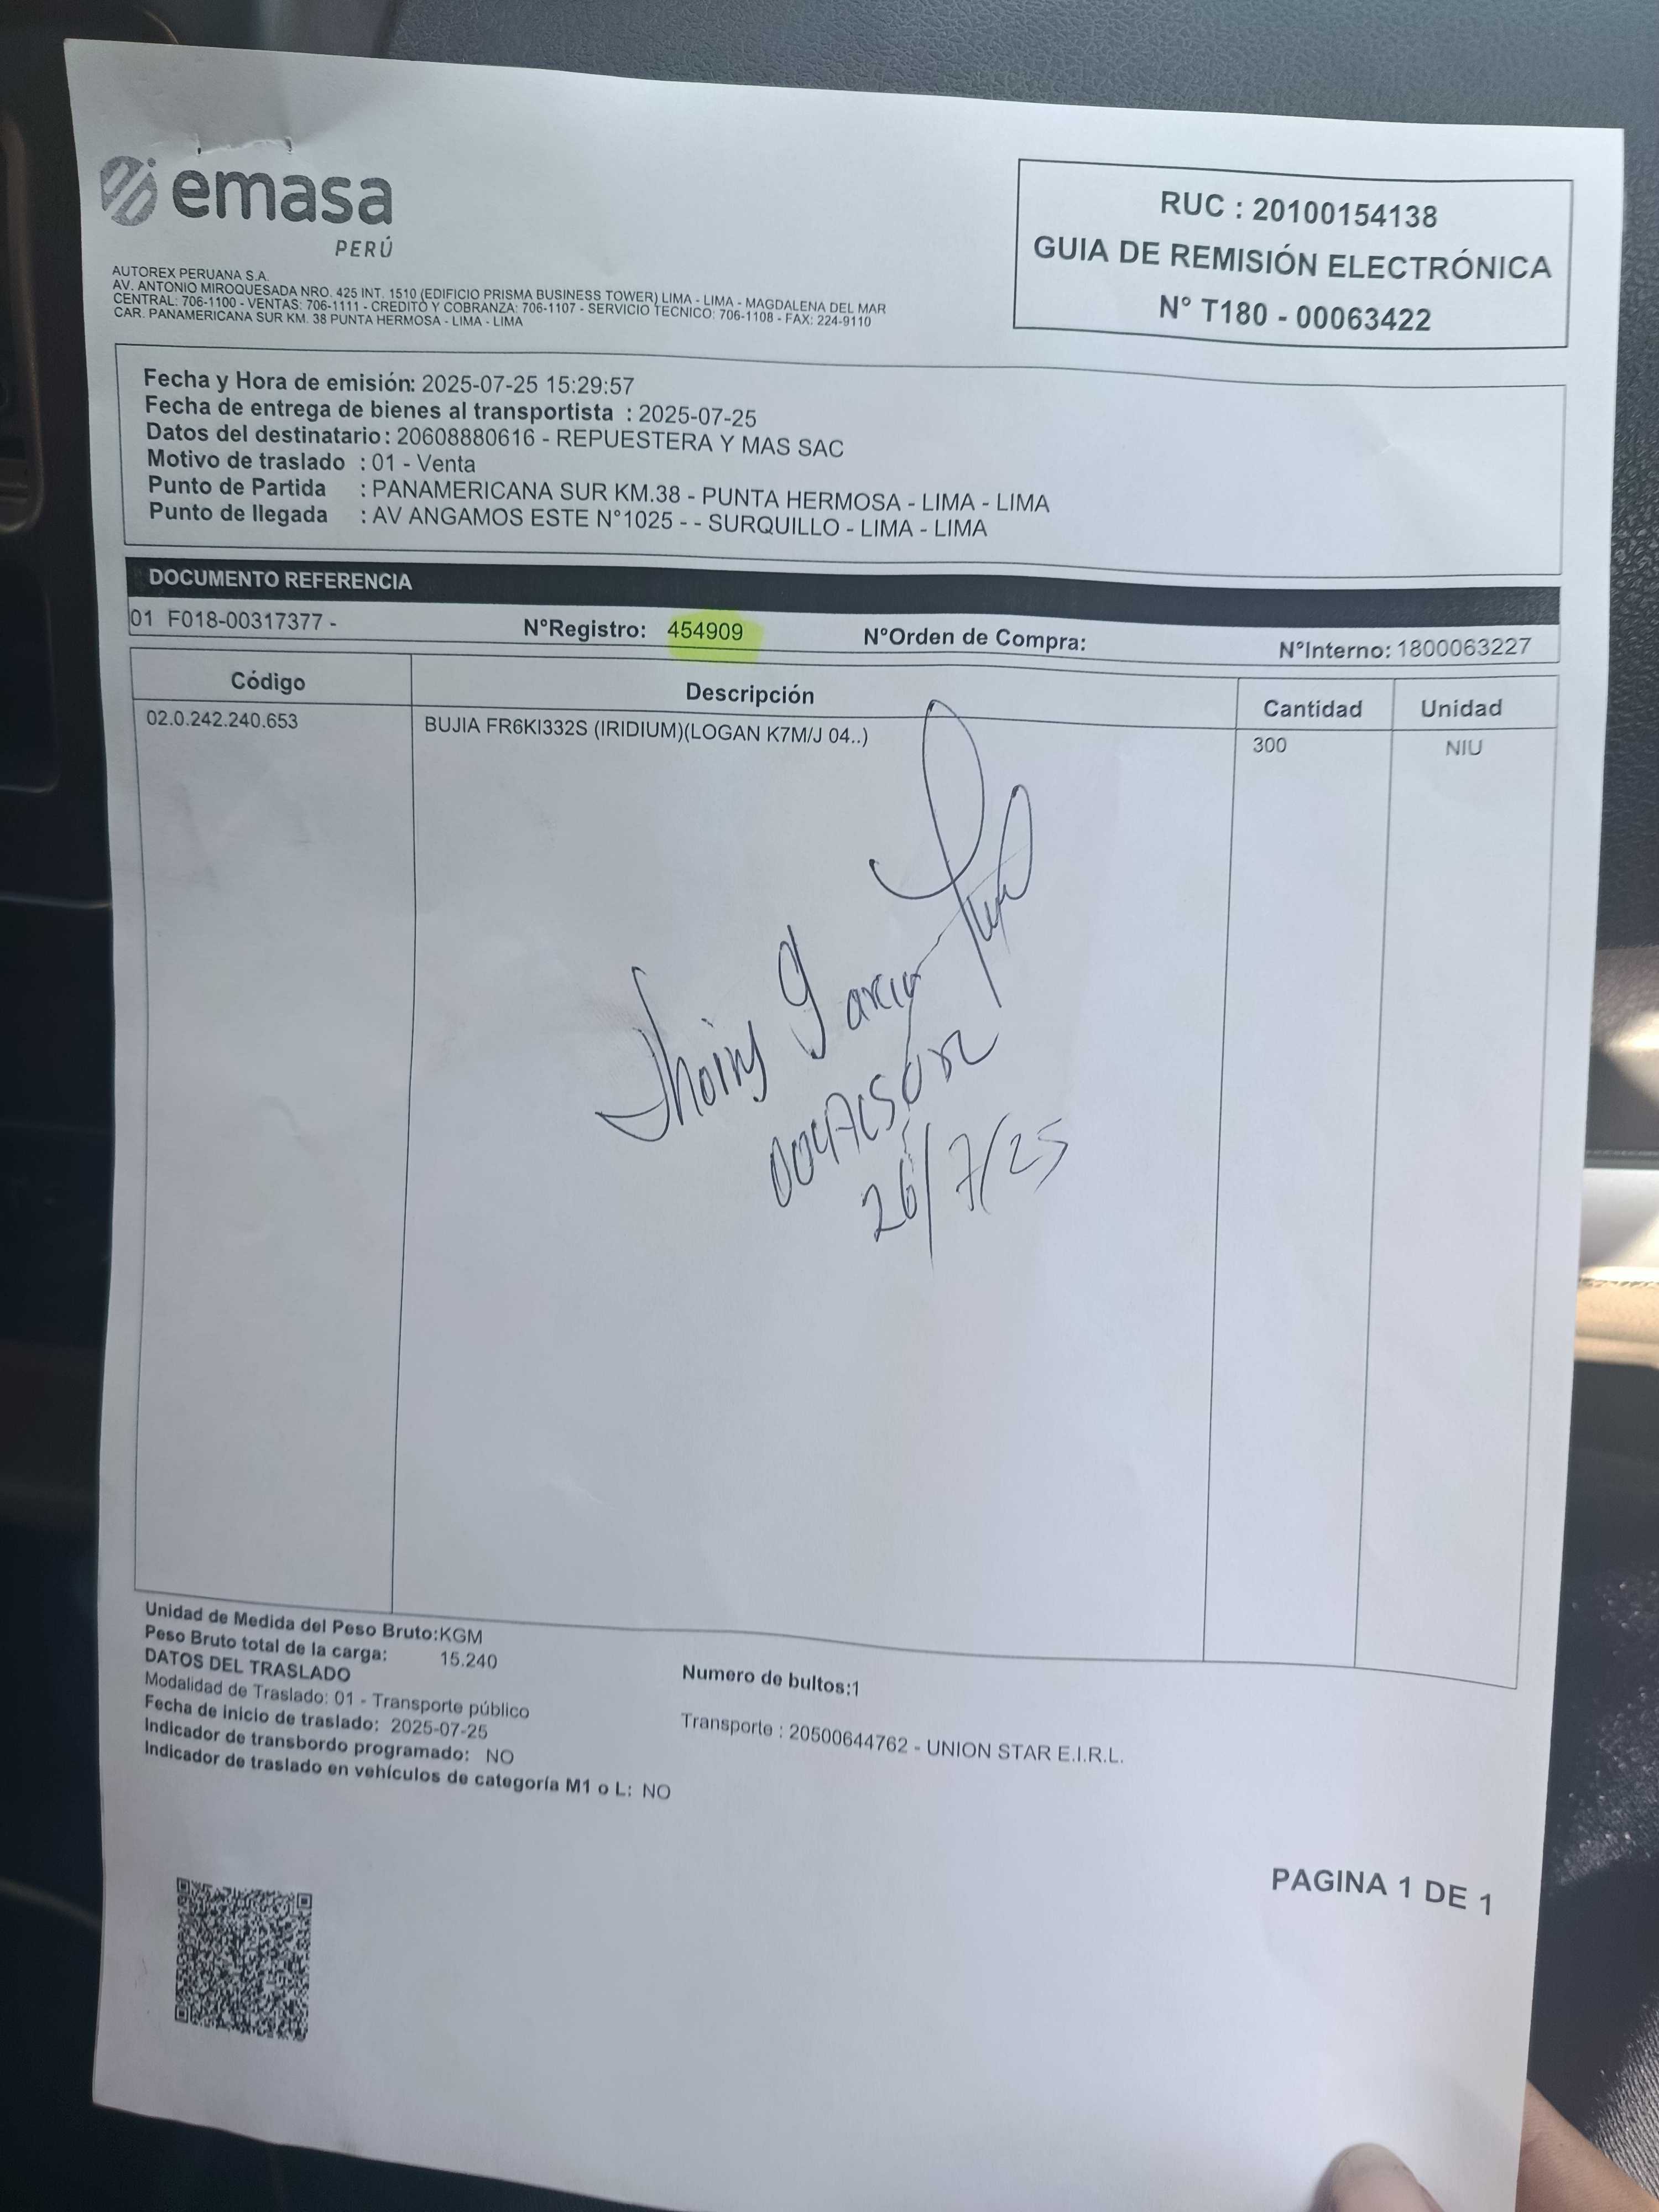 emasa
PERÚ
AUTOREX PERUANA S.A.
AV. ANTONIO MIROQUESADA NRO. 425 INT. 1510 (EDIFICIO PRISMA BUSINESS TOWER) LIMA - LIMA - MAGDALENA DEL MAR
CENTRAL: 706-1100 - VENTAS: 706-1111 - CREDITO Y COBRANZA: 706-1107 - SERVICIO TECNICO: 706-1108 - FAX: 224-9110
CAR. PANAMERICANA SUR KM. 38 PUNTA HERMOSA - LIMA - LIMA
RUC : 20100154138
GUIA DE REMISIÓN ELECTRÓNICA
N° T180 - 00063422
Fecha y Hora de emisión: 2025-07-25 15:29:57
Fecha de entrega de bienes al transportista : 2025-07-25
Datos del destinatario: 20608880616 - REPUESTERA Y MAS SAC
Motivo de traslado : 01 - Venta
Punto de Partida : PANAMERICANA SUR KM.38 - PUNTA HERMOSA - LIMA - LIMA
Punto de llegada : AV ANGAMOS ESTE N°1025 - - SURQUILLO - LIMA - LIMA
DOCUMENTO REFERENCIA
01 F018-00317377 - N°Registro: 454909 N°Orden de Compra: N°Interno: 1800063227
Código Descripción Cantidad Unidad
02.0.242.240.653 BUJIA FR6KI332S (IRIDIUM)(LOGAN K7M/J 04..) 300 NIU
Garcia
26/7/25
Unidad de Medida del Peso Bruto:KGM
Peso Bruto total de la carga: 15.240
DATOS DEL TRASLADO
Numero de bultos:1
Modalidad de Traslado: 01 - Transporte público
Fecha de inicio de traslado: 2025-07-25
Transporte : 20500644762 - UNION STAR E.I.R.L.
Indicador de transbordo programado: NO
Indicador de traslado en vehículos de categoría M1 o L: NO
PAGINA 1 DE 1